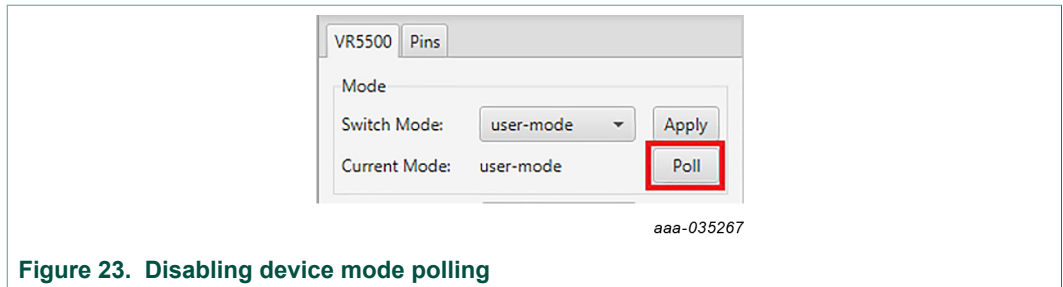 VR5500 Pins
Mode
Switch Mode: user-mode Apply
Current Mode: user-mode Poll
aaa-035267
Figure 23. Disabling device mode polling